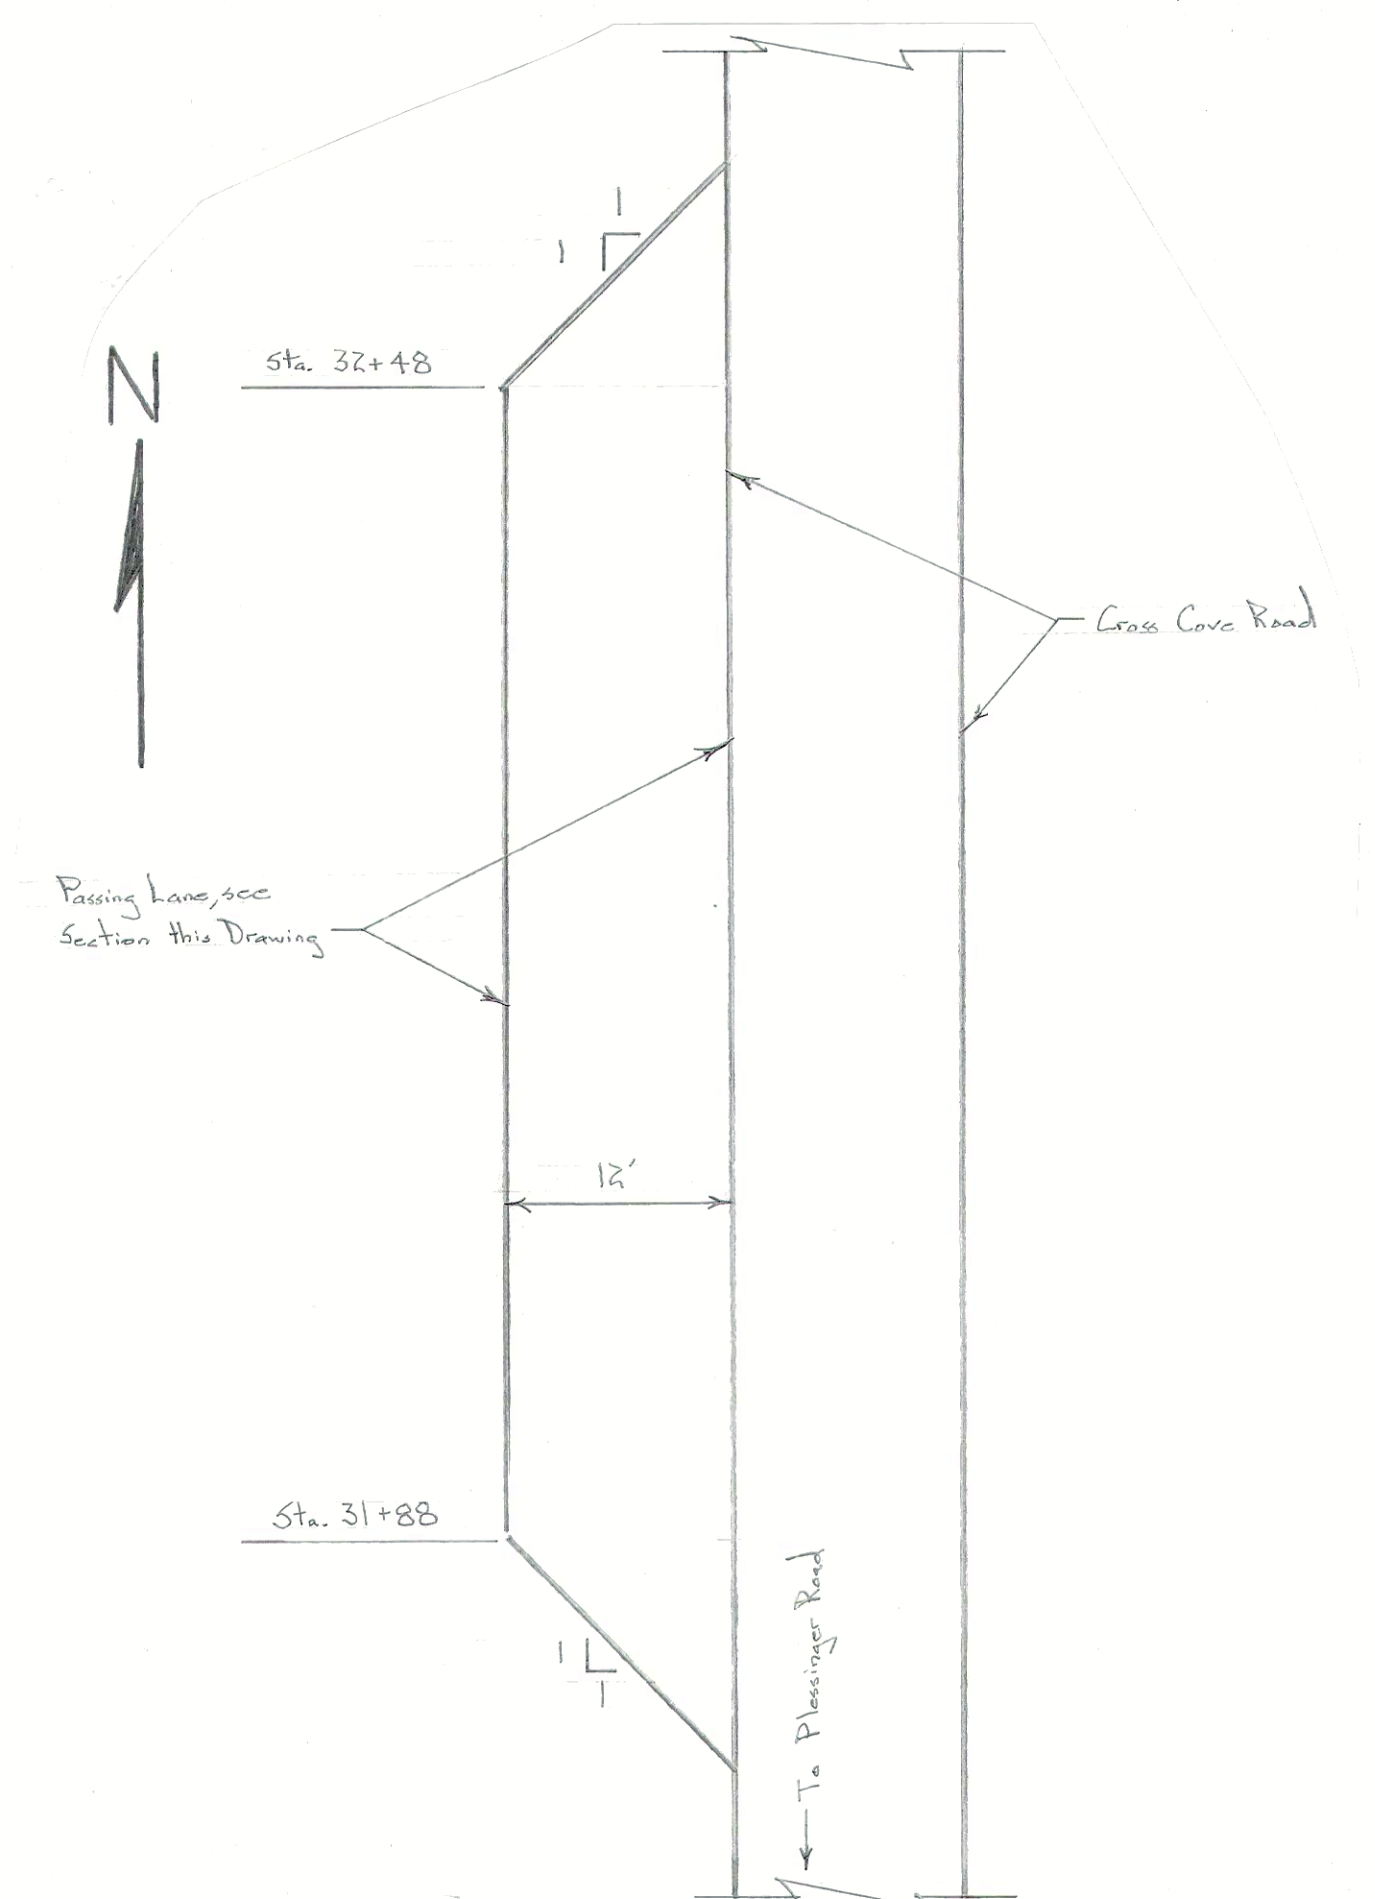 1
1
N
Sta. 32+48
Cross Cove Road
Passing Lane, see
Section this Drawing
12'
Sta. 31+88
1
1
To Plessinger Road